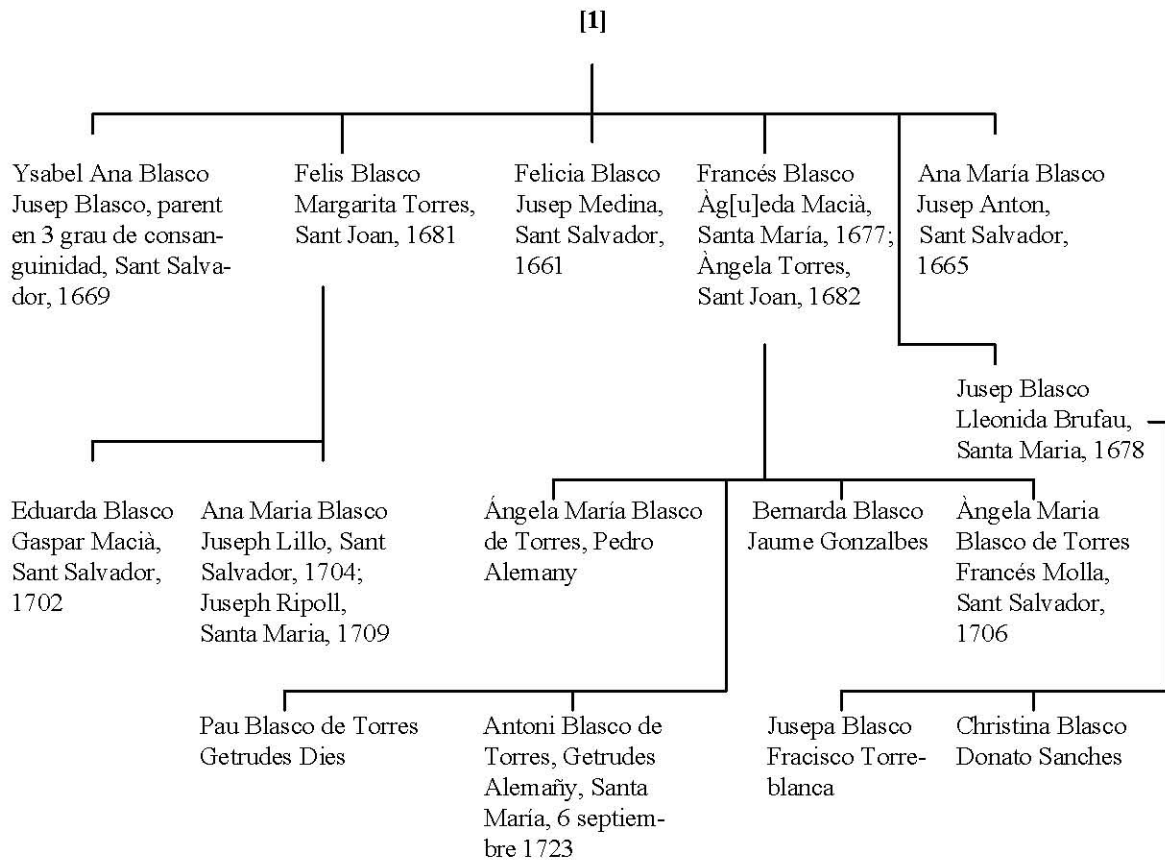 [1]
Ysabel Ana Blasco
Jusep Blasco, parent
en 3 grau de consan-
guinidad, Sant Salva-
dor, 1669
Felis Blasco
Margarita Torres,
Sant Joan, 1681
Felicia Blasco
Jusep Medina,
Sant Salvador,
1661
Francés Blasco
Àg[u]eda Macià,
Santa María, 1677;
Àngela Torres,
Sant Joan, 1682
Ana María Blasco
Jusep Anton,
Sant Salvador,
1665
Jusep Blasco
Lleonida Brufau,
Santa Maria, 1678
Eduarda Blasco
Gaspar Macià,
Sant Salvador,
1702
Ana Maria Blasco
Juseph Lillo, Sant
Salvador, 1704;
Juseph Ripoll,
Santa Maria, 1709
Ángela María Blasco
de Torres, Pedro
Alemany
Bernarda Blasco
Jaume Gonzalbes
Àngela Maria
Blasco de Torres
Francés Molla,
Sant Salvador,
1706
Pau Blasco de Torres
Getrudes Dies
Antoni Blasco de
Torres, Getrudes
Alemañy, Santa
María, 6 septiem-
bre 1723
Jusepa Blasco
Fracisco Torre-
blanca
Christina Blasco
Donato Sanches